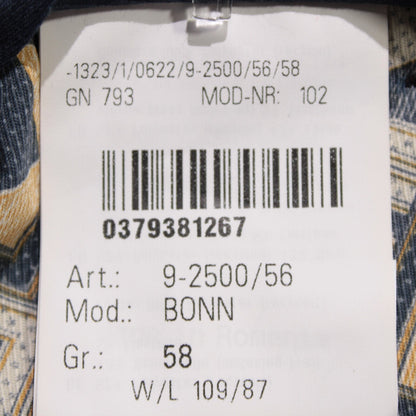 -1323/1/0622/9-2500/56/58
GN 793 MOD-NR: 102
0379381267
Art.: 9-2500/56
Mod.: BONN
Gr.: 58
W/L 109/87